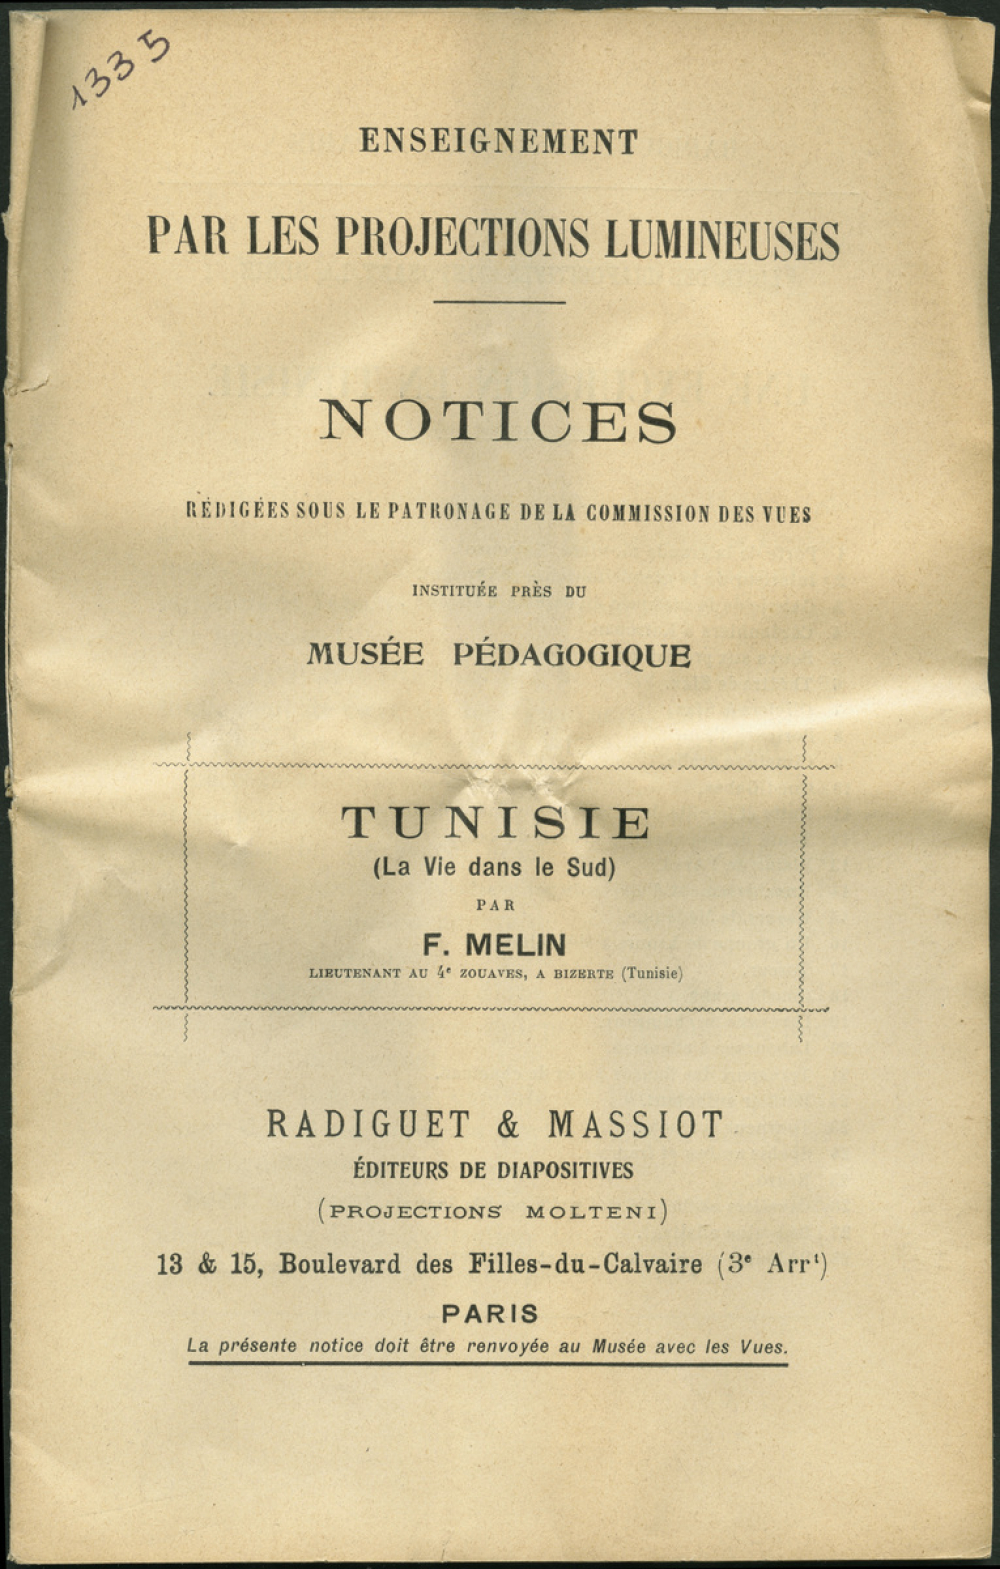 1335
ENSEIGNEMENT
PAR LES PROJECTIONS LUMINEUSES
NOTICES
RÉDIGÉES SOUS LE PATRONAGE DE LA COMMISSION DES VUES
INSTITUÉE PRÈS DU
MUSÉE PÉDAGOGIQUE
TUNISIE
(La Vie dans le Sud)
PAR
F. MELIN
LIEUTENANT AU 4e ZOUAVES, A BIZERTE (Tunisie)
RADIGUET & MASSIOT
ÉDITEURS DE DIAPOSITIVES
(PROJECTIONS MOLTENI)
13 & 15, Boulevard des Filles-du-Calvaire (3e Arrt)
PARIS
La présente notice doit être renvoyée au Musée avec les Vues.